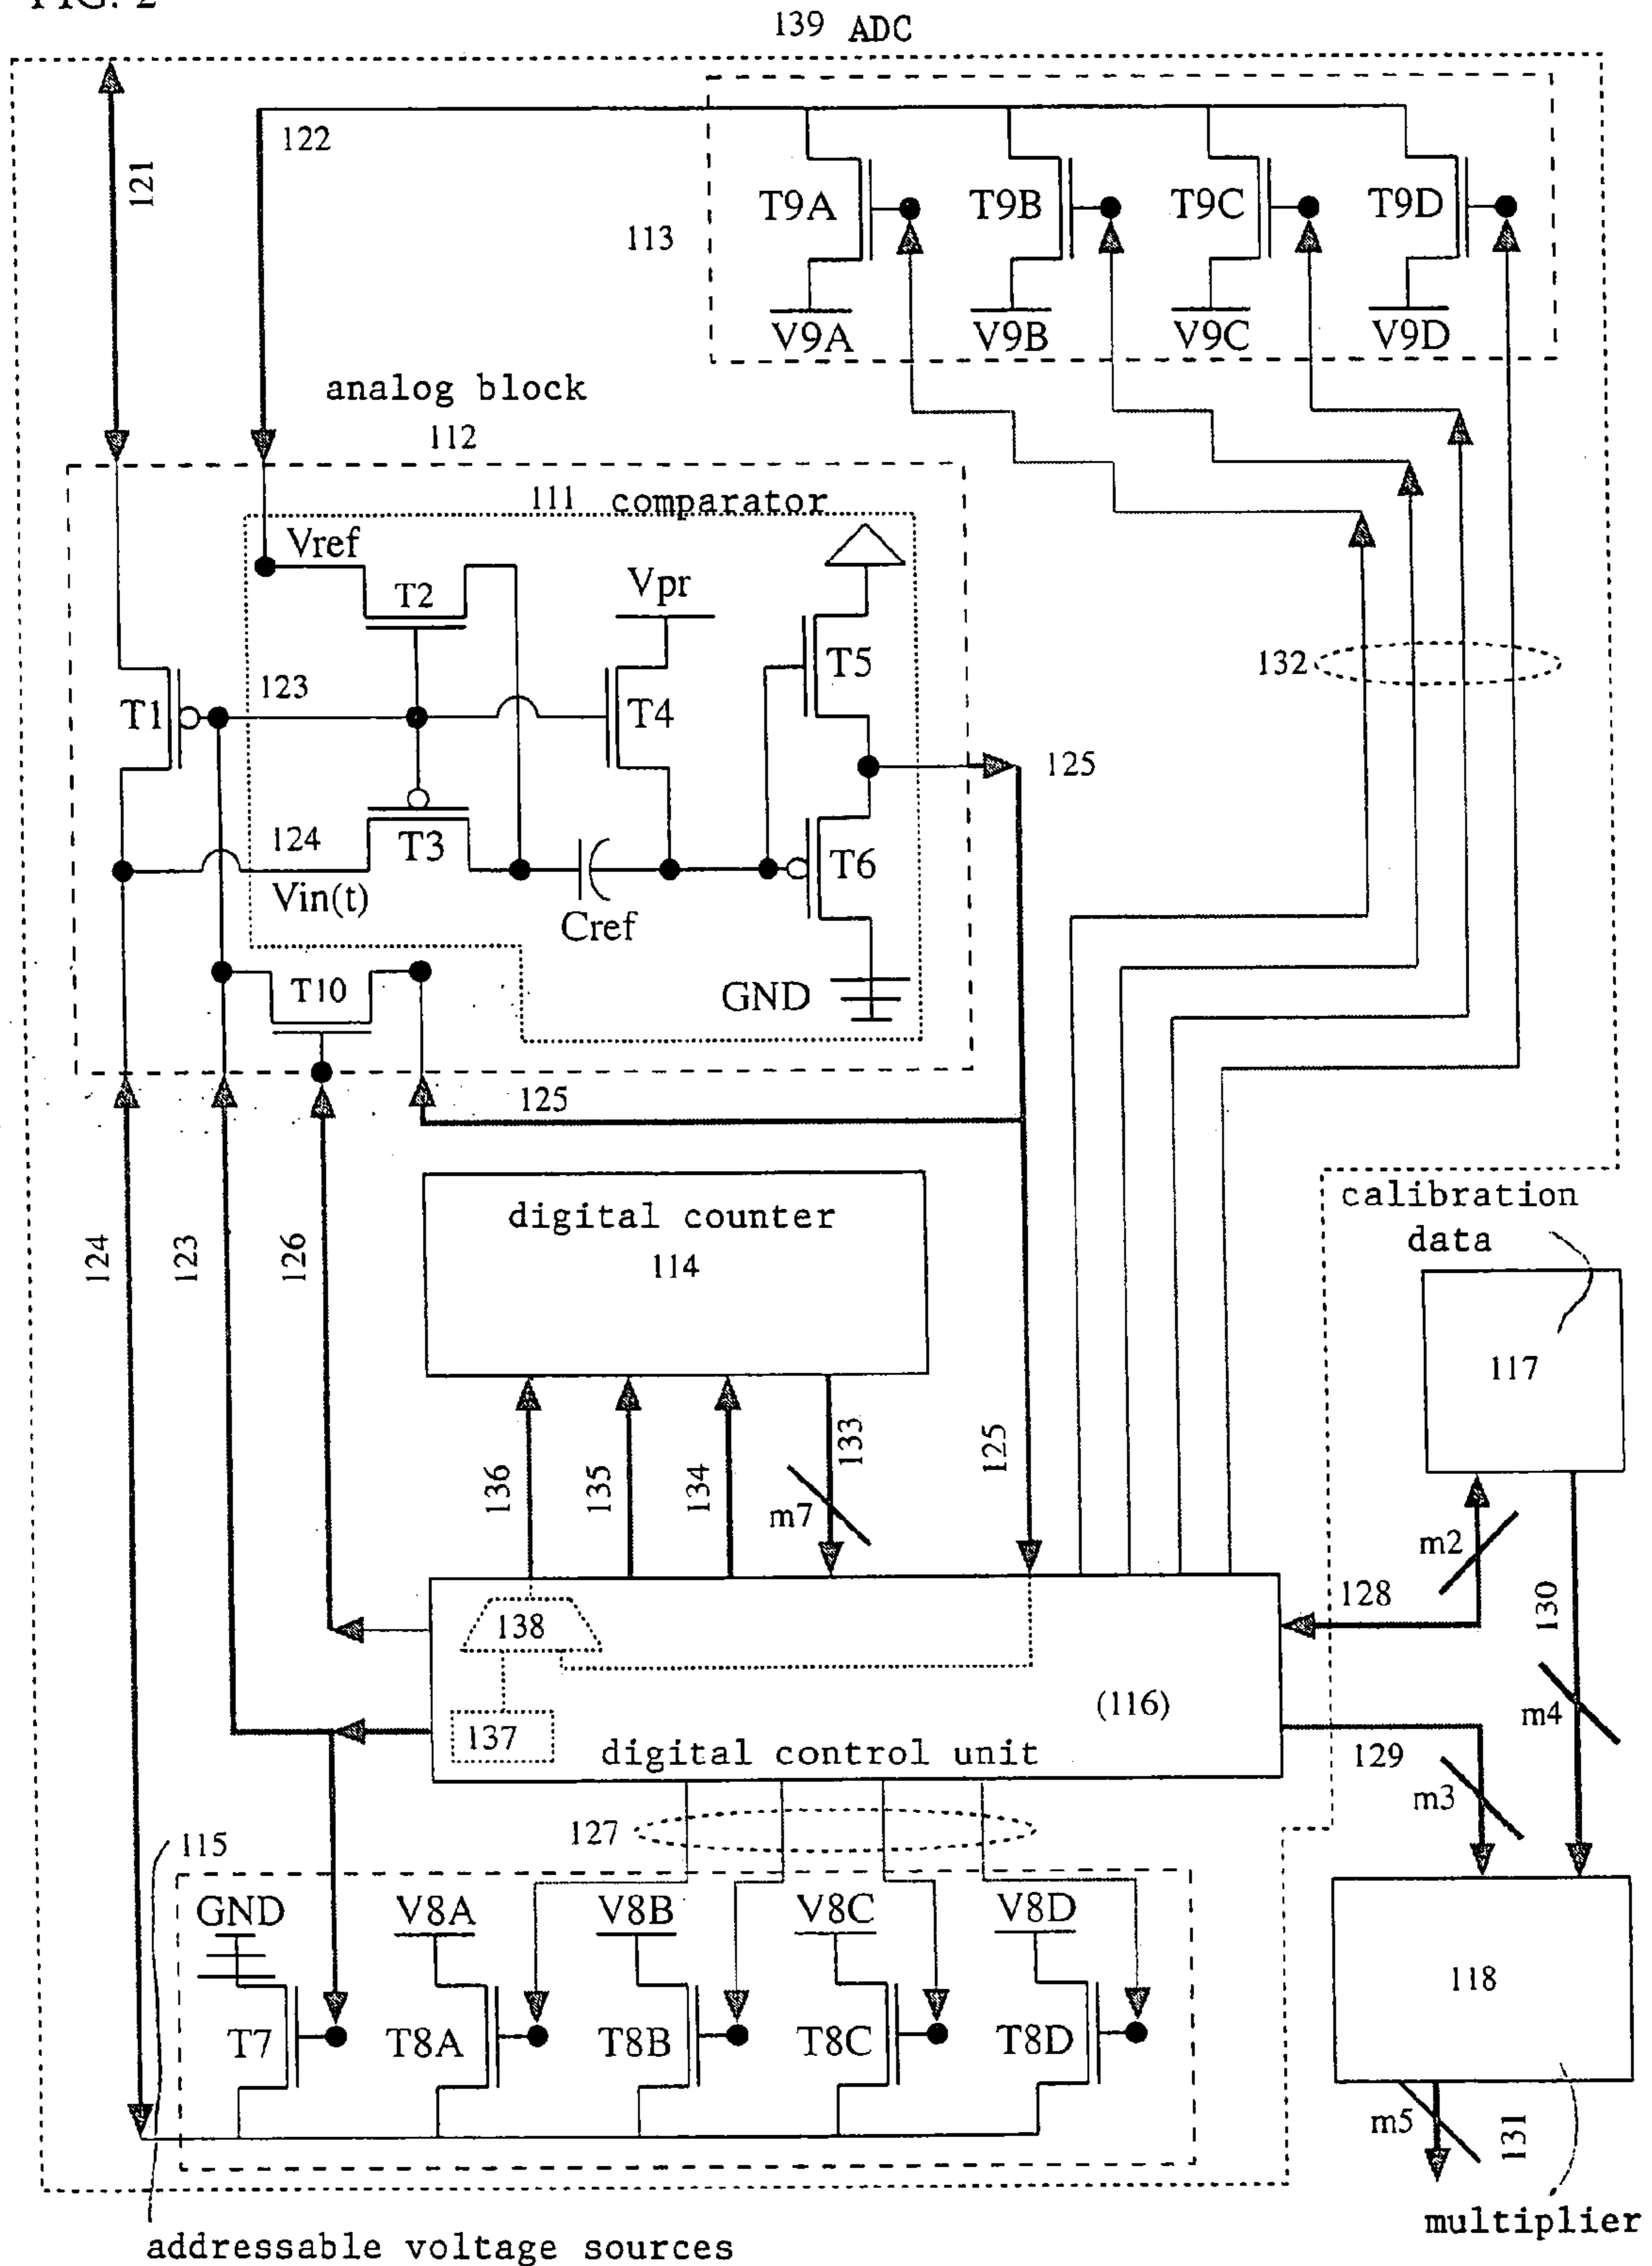 FIG. 2
139 ADC
122
121
T9A
T9B
T9C
T9D
113
V9A
V9B
V9C
V9D
analog block
112
111 comparator
Vref
T2
Vpr
T5
132
123
T1
T4
125
124
T3
T6
Vin(t)
Cref
T10
GND
125
calibration
data
digital counter
114
124
123
126
117
136
135
134
133
125
m7
m2
128
130
138
(116)
m4
137
digital control unit
129
m3
127
115
GND
V8A
V8B
V8C
V8D
118
T7
T8A
T8B
T8C
T8D
m5
131
multiplier
addressable voltage sources